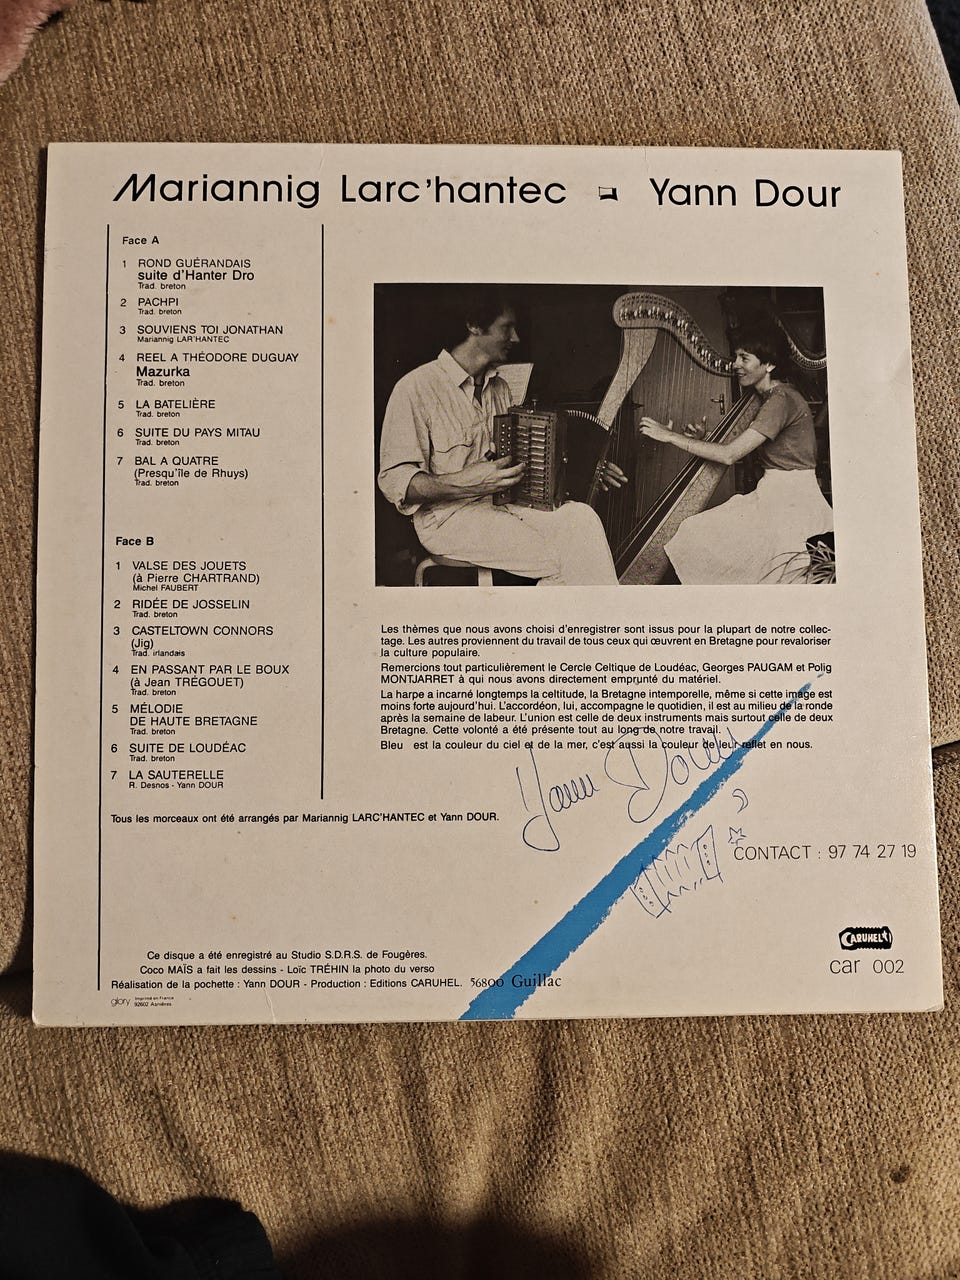 Mariannig Larc'hantec Yann Dour
Face A
1 ROND GUÉRANDAIS
suite d'Hanter Dro
Trad. breton
2 PACHPI
Trad. breton
3 SOUVIENS TOI JONATHAN
Mariannig LAR'HANTEC
4 REEL A THÉODORE DUGUAY
Mazurka
Trad. breton
5 LA BATELIÈRE
Trad. breton
6 SUITE DU PAYS MITAU
Trad. breton
7 BAL A QUATRE
(Presqu'île de Rhuys)
Trad. breton
Face B
1 VALSE DES JOUETS
(à Pierre CHARTRAND)
Michel FAUBERT
2 RIDÉE DE JOSSELIN
Trad. breton
3 CASTELTOWN CONNORS
(Jig)
Trad. irlandais
4 EN PASSANT PAR LE BOUX
(à Jean TRÉGOUET)
Trad. breton
5 MÉLODIE
DE HAUTE BRETAGNE
Trad. breton
6 SUITE DE LOUDÉAC
Trad. breton
7 LA SAUTERELLE
R. Desnos - Yann DOUR
Tous les morceaux ont été arrangés par Mariannig LARC'HANTEC et Yann DOUR.
Les thèmes que nous avons choisi d'enregistrer sont issus pour la plupart de notre collec-
tage. Les autres proviennent du travail de tous ceux qui œuvrent en Bretagne pour revaloriser
la culture populaire.
Remercions tout particulièrement le Cercle Celtique de Loudéac, Georges PAUGAM et Polig
MONTJARRET à qui nous avons directement emprunté du matériel.
La harpe a incarné longtemps la celtitude, la Bretagne intemporelle, même si cette image est
moins forte aujourd'hui. L'accordéon, lui, accompagne le quotidien, il est au milieu de la ronde
après la semaine de labeur. L'union est celle de deux instruments mais surtout celle de deux
Bretagne. Cette volonté a été présente tout au long de notre travail.
Bleu est la couleur du ciel et de la mer, c'est aussi la couleur de leur reflet en nous.
Yann Dour
CONTACT : 97 74 27 19
CARUHEL
car 002
Ce disque a été enregistré au Studio S.D.R.S. de Fougères.
Coco MAÏS a fait les dessins - Loïc TRÉHIN la photo du verso
Réalisation de la pochette : Yann DOUR - Production : Editions CARUHEL. 56800 Guillac
glory Imprimé en France
92602 Asnières